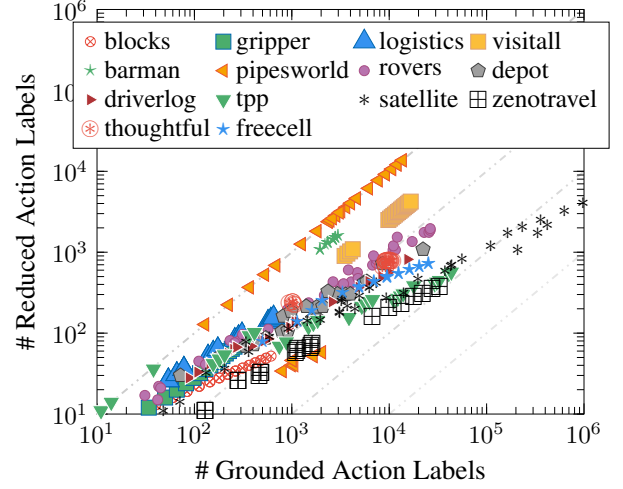 10^6
10^5
blocks gripper logistics visitall
barman pipesworld rovers depot
driverlog tpp satellite zenotravel
thoughtful freecell
10^4
10^3
10^2
10^1
10^1 10^2 10^3 10^4 10^5 10^6
# Reduced Action Labels
# Grounded Action Labels